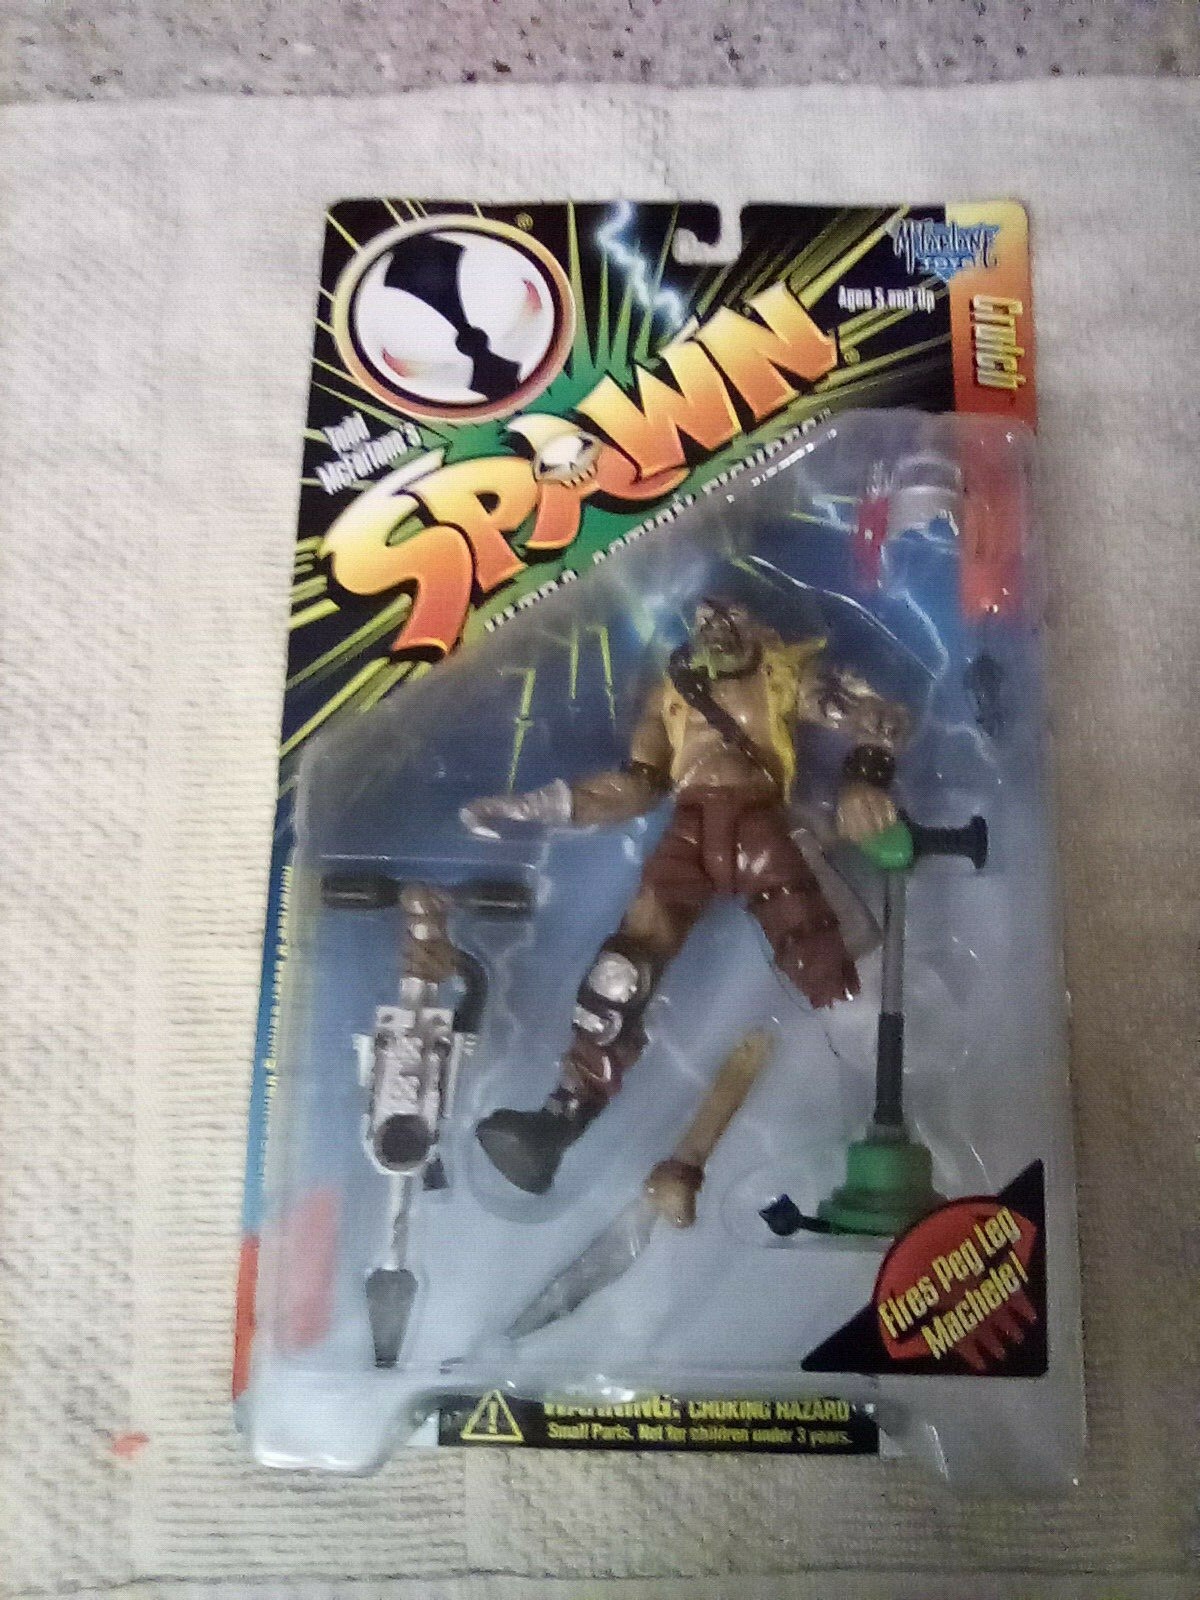 McFarlane
TOYS
Ages 5 and Up
Crutch
Todd
McFarlane's
SPAWN
Fires Peg Leg
Machete!
WARNING: CHOKING HAZARD
Small Parts. Not for children under 3 years.